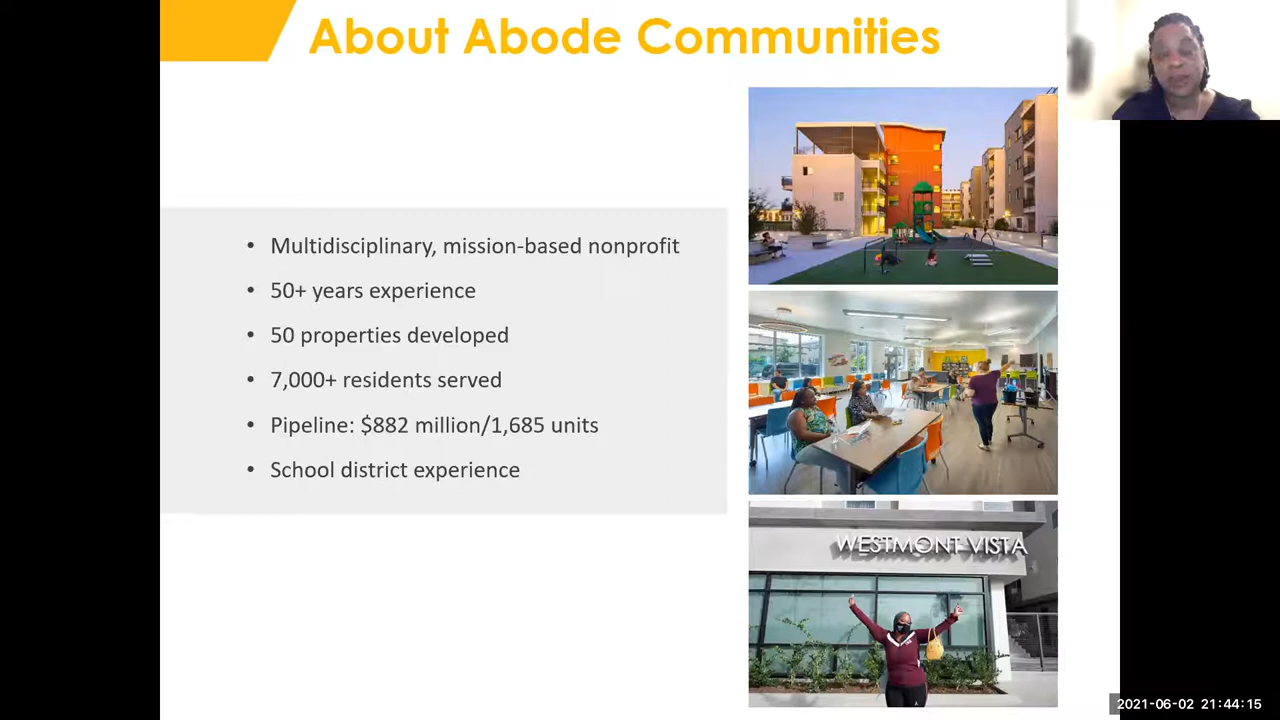 About Abode Communities
• Multidisciplinary, mission-based nonprofit
• 50+ years experience
• 50 properties developed
• 7,000+ residents served
• Pipeline: $882 million/1,685 units
• School district experience
WESTMONT VISTA
2021-06-02 21:44:15